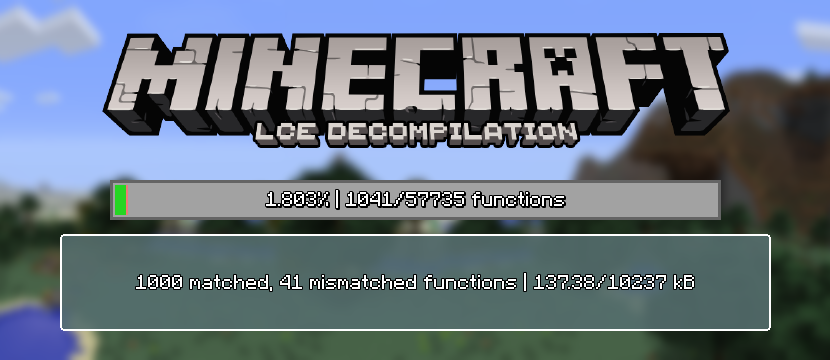 MINECRAFT
LCE DECOMPILATION
1.803% | 1041/57735 functions
1000 matched, 41 mismatched functions | 137.38/10237 kB